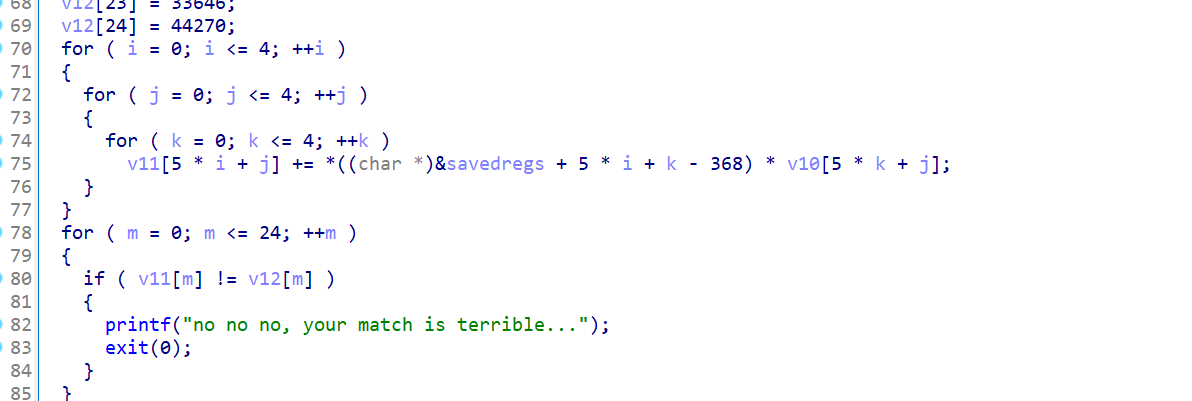 68 v12[23] = 33646;
69 v12[24] = 44270;
70 for ( i = 0; i <= 4; ++i )
71 {
72 for ( j = 0; j <= 4; ++j )
73 {
74 for ( k = 0; k <= 4; ++k )
75 v11[5 * i + j] += *((char *)&savedregs + 5 * i + k - 368) * v10[5 * k + j];
76 }
77 }
78 for ( m = 0; m <= 24; ++m )
79 {
80 if ( v11[m] != v12[m] )
81 {
82 printf("no no no, your match is terrible...");
83 exit(0);
84 }
85 }